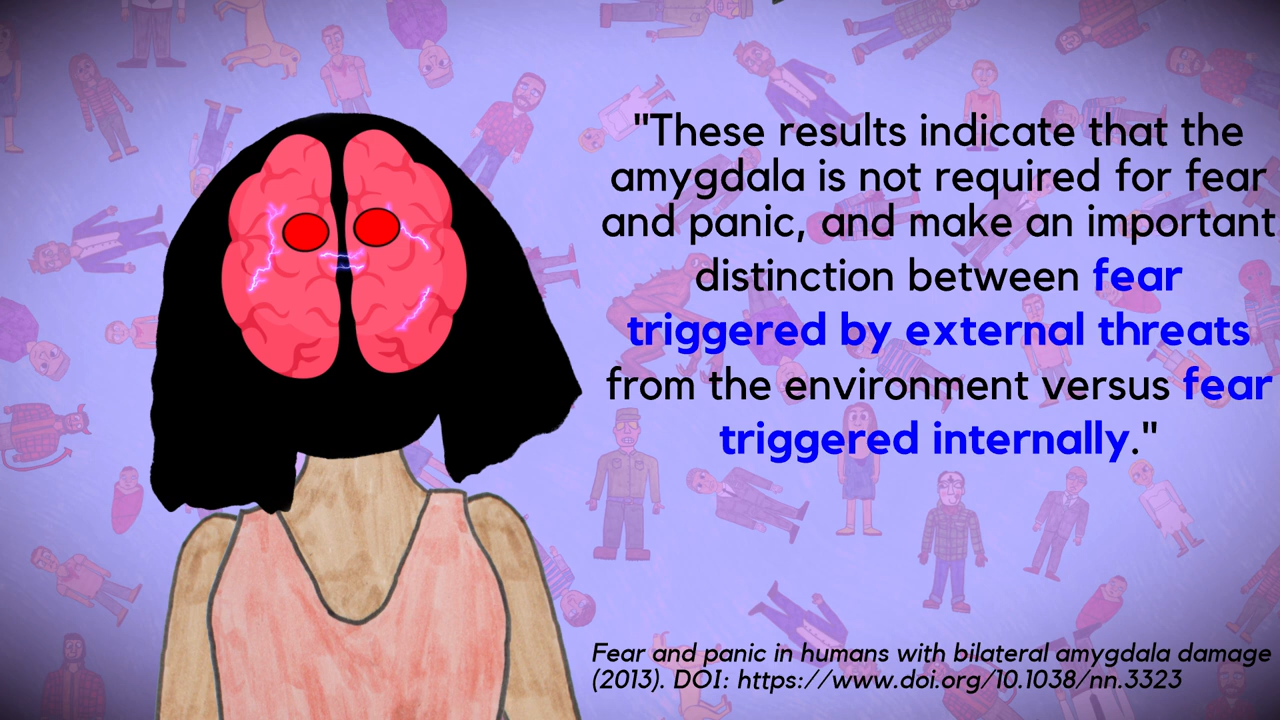 "These results indicate that the
amygdala is not required for fear
and panic, and make an important
distinction between fear
triggered by external threats
from the environment versus fear
triggered internally."
Fear and panic in humans with bilateral amygdala damage
(2013). DOI: https://www.doi.org/10.1038/nn.3323